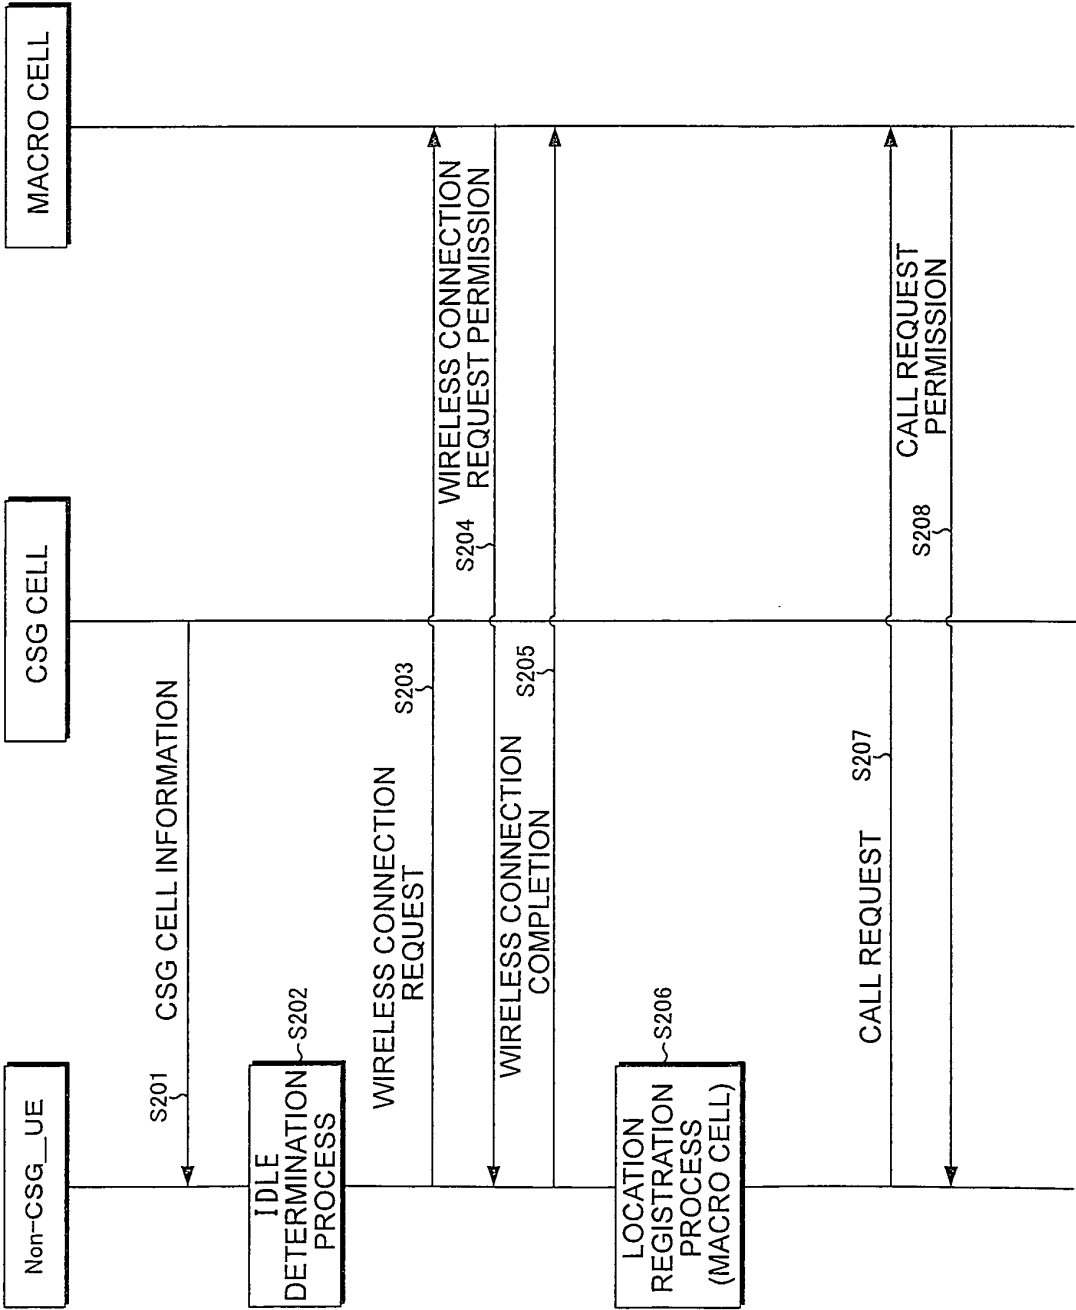 Non-CSG_UE
CSG CELL
MACRO CELL
CSG CELL INFORMATION
S201
IDLE
DETERMINATION
PROCESS
S202
WIRELESS CONNECTION
REQUEST
S203
WIRELESS CONNECTION
REQUEST PERMISSION
S204
WIRELESS CONNECTION
COMPLETION
S205
LOCATION
REGISTRATION
PROCESS
(MACRO CELL)
S206
CALL REQUEST
S207
CALL REQUEST
PERMISSION
S208